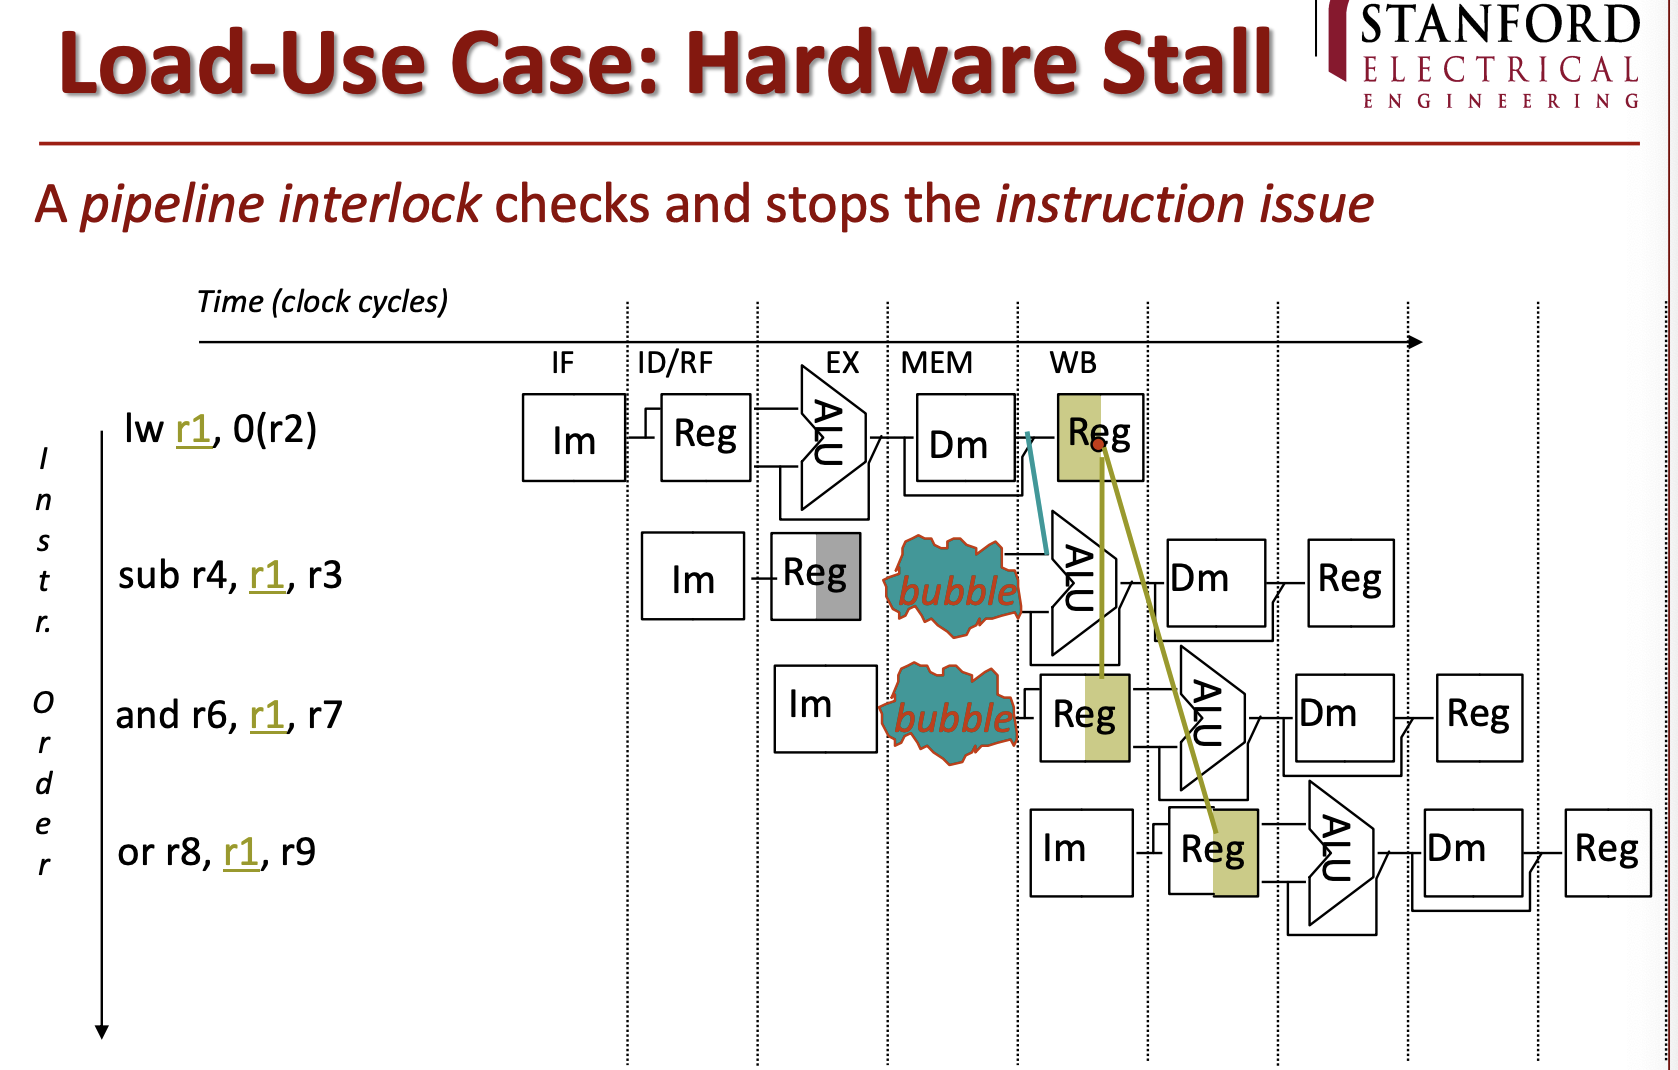 Load-Use Case: Hardware Stall
STANFORD
ELECTRICAL
ENGINEERING
A pipeline interlock checks and stops the instruction issue
Time (clock cycles)
IF ID/RF EX MEM WB
Instr. Order
lw r1, 0(r2)
Im Reg ALU Dm Reg
sub r4, r1, r3
Im Reg bubble ALU Dm Reg
and r6, r1, r7
Im bubble Reg ALU Dm Reg
or r8, r1, r9
Im Reg ALU Dm Reg